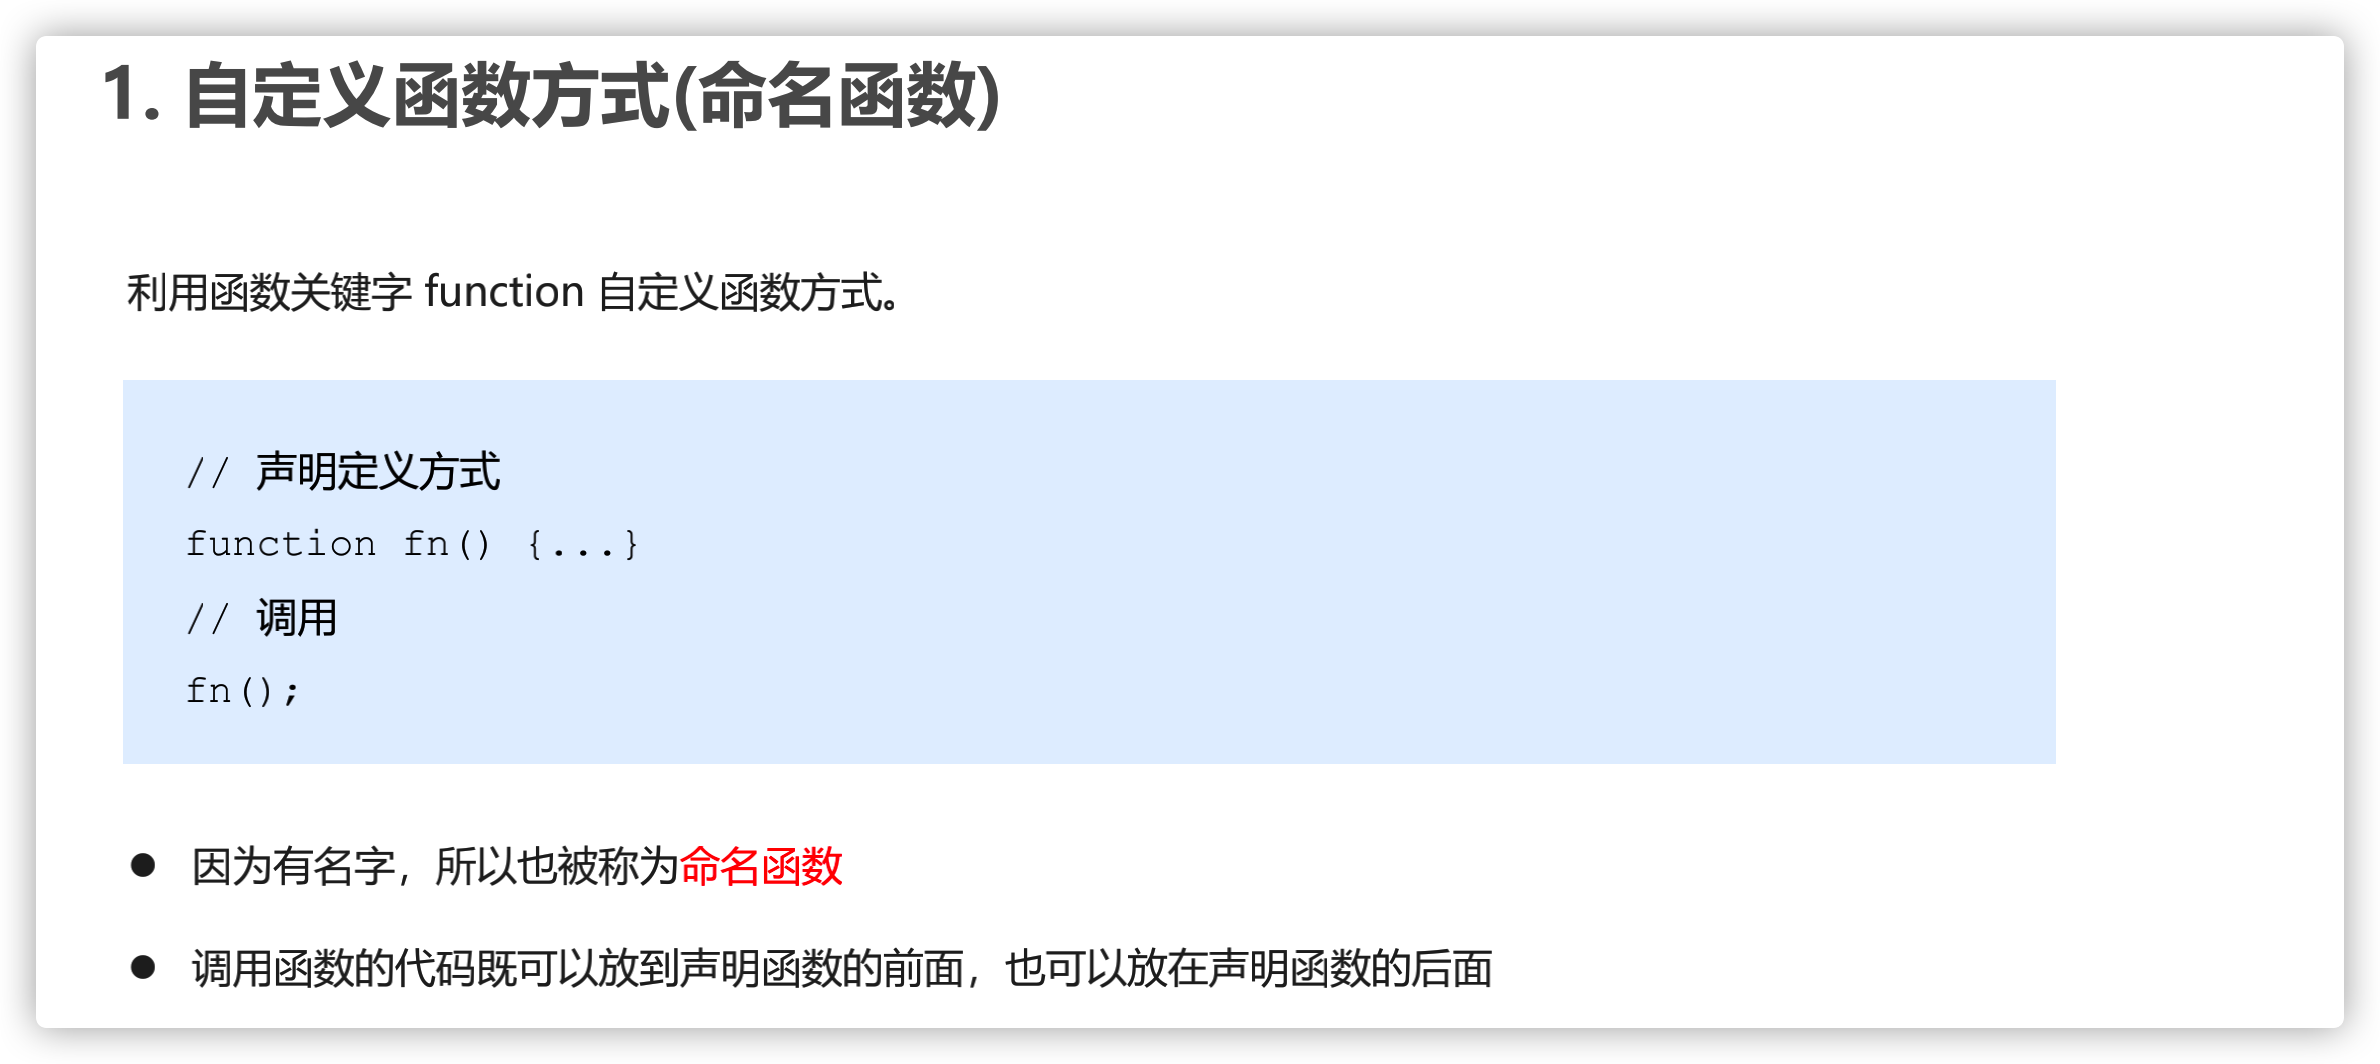 1. 自定义函数方式(命名函数)
利用函数关键字 function 自定义函数方式。
// 声明定义方式
function fn() {...}
// 调用
fn();
● 因为有名字，所以也被称为命名函数
● 调用函数的代码既可以放到声明函数的前面，也可以放在声明函数的后面